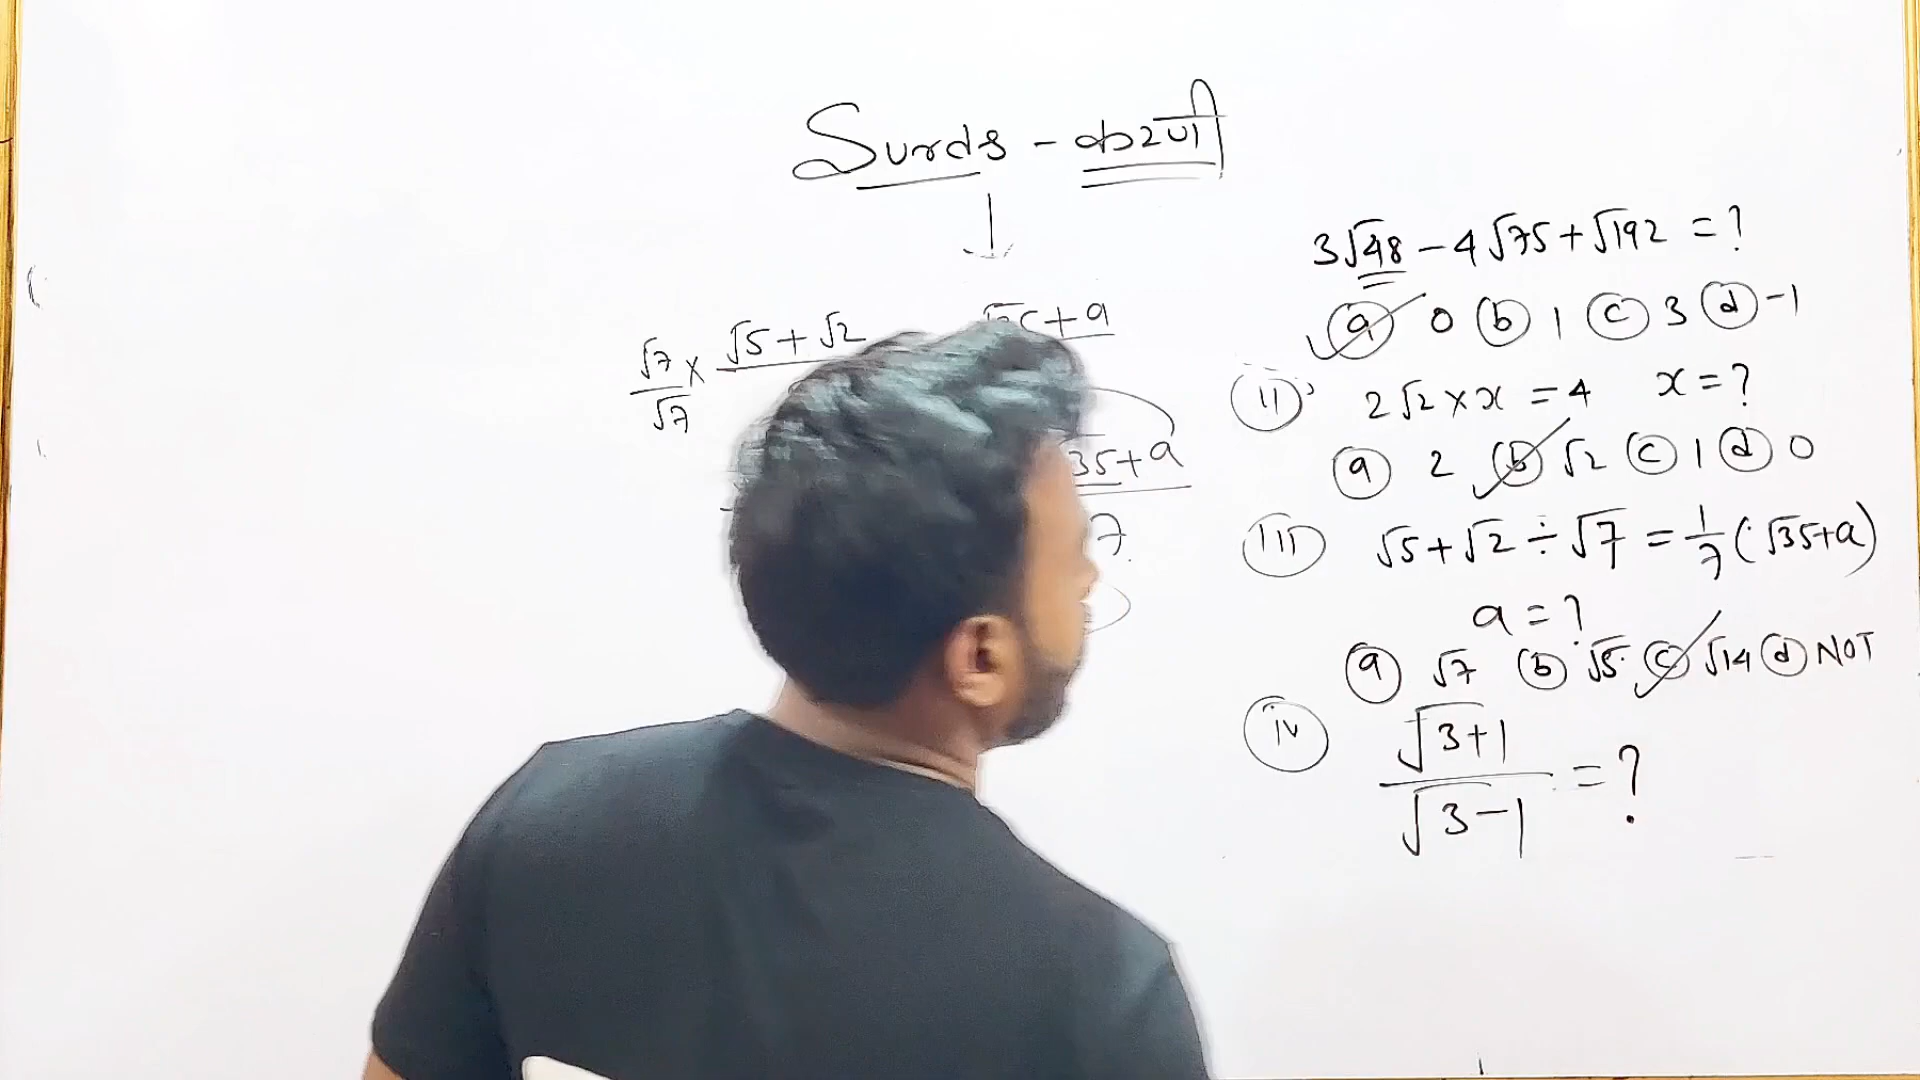 Surds - करणी
↓
√7/√7 × √5+√2 +a
35+a
7
3√48 − 4√75 + √192 = ?
(a) 0 (b) 1 (c) 3 (d) −1
(ii) 2√2 × x = 4 x = ?
(a) 2 (b) √2 (c) 1 (d) 0
(iii) √5 + √2 ÷ √7 = 1/7 (√35+a)
a = ?
(a) √7 (b) √5 (c) √14 (d) NOT
(iv) √3+1
√3−1 = ?